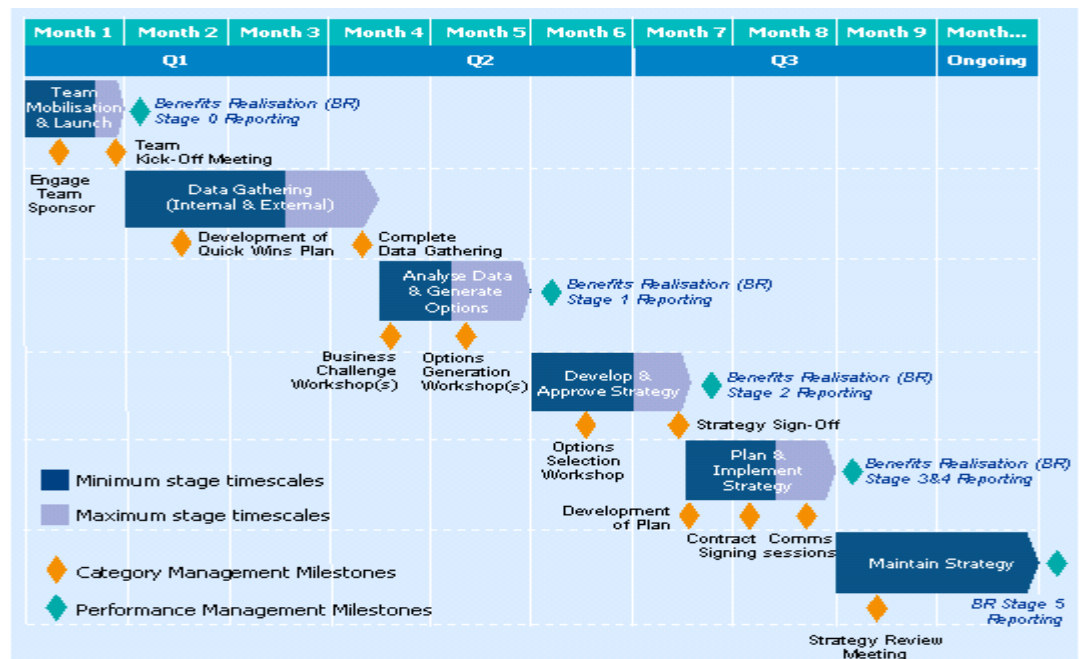 Month 1 Month 2 Month 3 Month 4 Month 5 Month 6 Month 7 Month 8 Month 9 Month...
Q1 Q2 Q3 Ongoing
Team
Mobilisation
& Launch
Benefits Realisation (BR)
Stage 0 Reporting
Team
Kick-Off Meeting
Engage
Team
Sponsor
Data Gathering
(Internal & External)
Development of
Quick Wins Plan
Complete
Data Gathering
Analyse Data
& Generate
Options
Benefits Realisation (BR)
Stage 1 Reporting
Business
Challenge
Workshop(s)
Options
Generation
Workshop(s)
Develop &
Approve Strategy
Benefits Realisation (BR)
Stage 2 Reporting
Strategy Sign-Off
Options
Selection
Workshop
Plan &
Implement
Strategy
Benefits Realisation (BR)
Stage 3&4 Reporting
Development
of Plan
Contract
Signing
Comms
sessions
Maintain Strategy
BR Stage 5
Reporting
Strategy Review
Meeting
Minimum stage timescales
Maximum stage timescales
Category Management Milestones
Performance Management Milestones